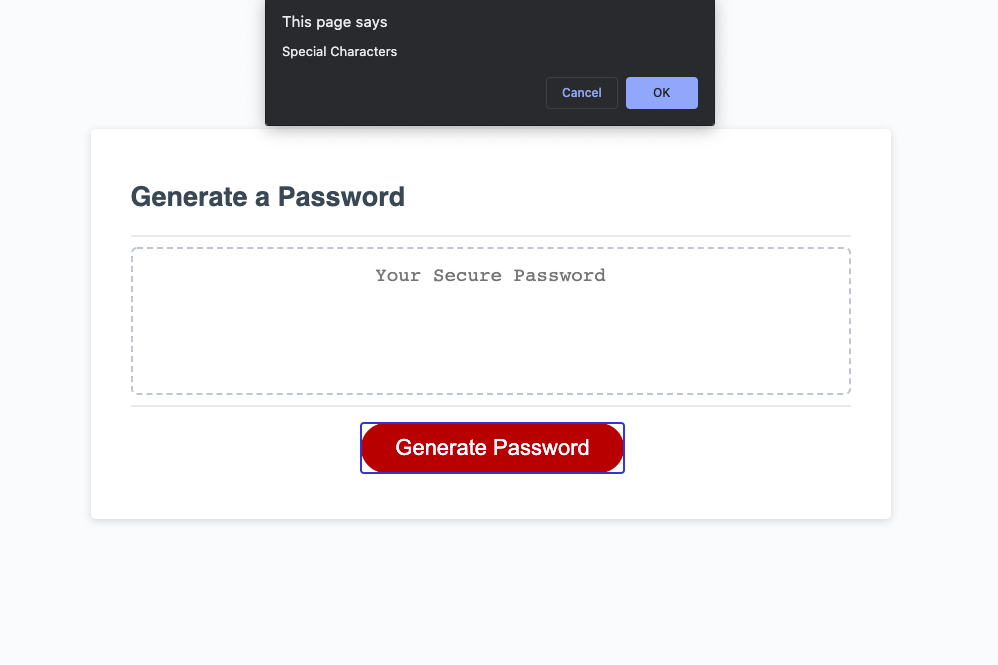 This page says
Special Characters
Cancel OK
Generate a Password
Your Secure Password
Generate Password